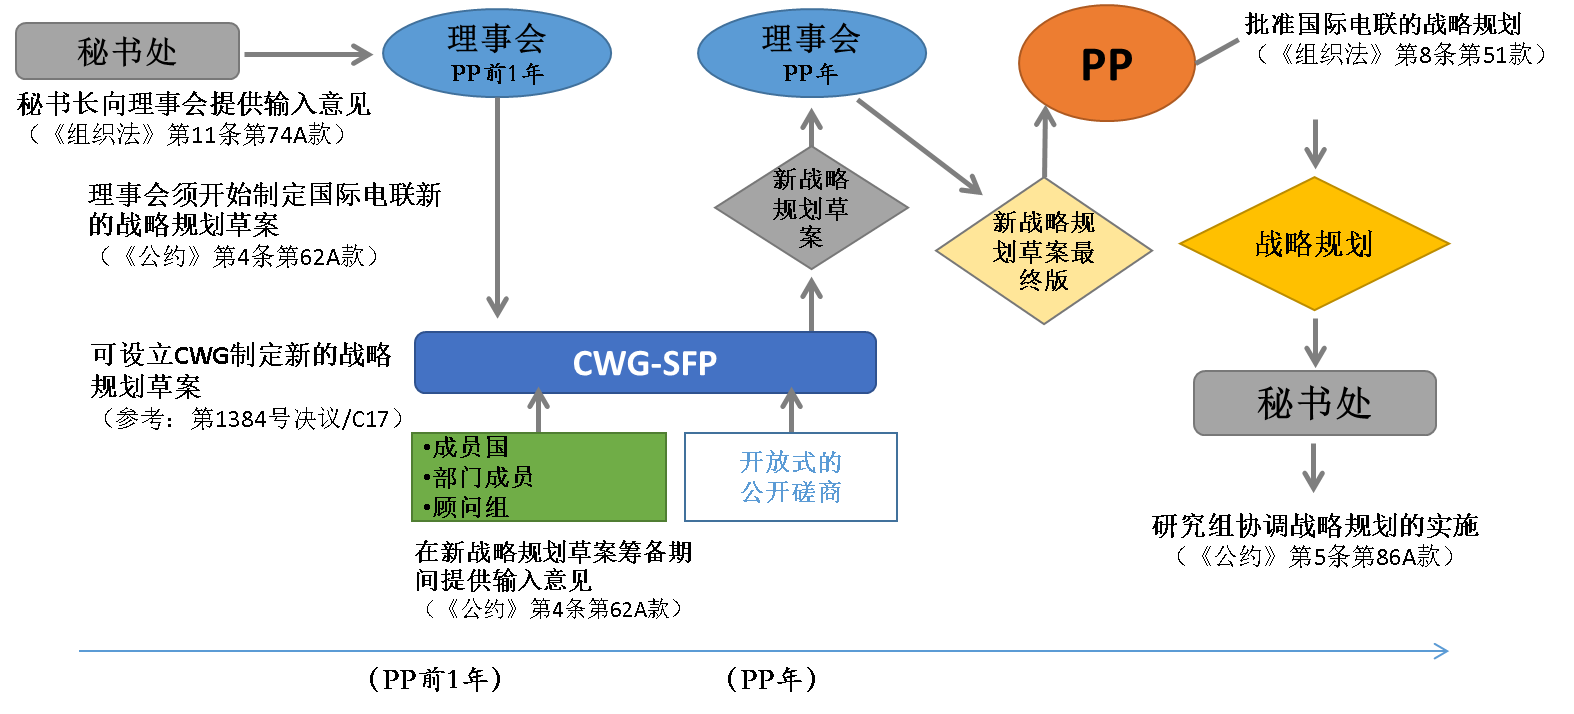 秘书处
秘书长向理事会提供输入意见
（《组织法》第11条第74A款）
理事会
PP前1年
理事会须开始制定国际电联新
的战略规划草案
（《公约》第4条第62A款）
可设立CWG制定新的战略
规划草案
（参考：第1384号决议/C17）
CWG-SFP
•成员国
•部门成员
•顾问组
开放式的
公开磋商
在新战略规划草案筹备期
间提供输入意见
（《公约》第4条第62A款）
理事会
PP年
新战略
规划草
案
新战略规
划草案最
终版
PP
批准国际电联的战略规划
（《组织法》第8条第51款）
战略规划
秘书处
研究组协调战略规划的实施
（《公约》第5条第86A款）
（PP前1年）
（PP年）